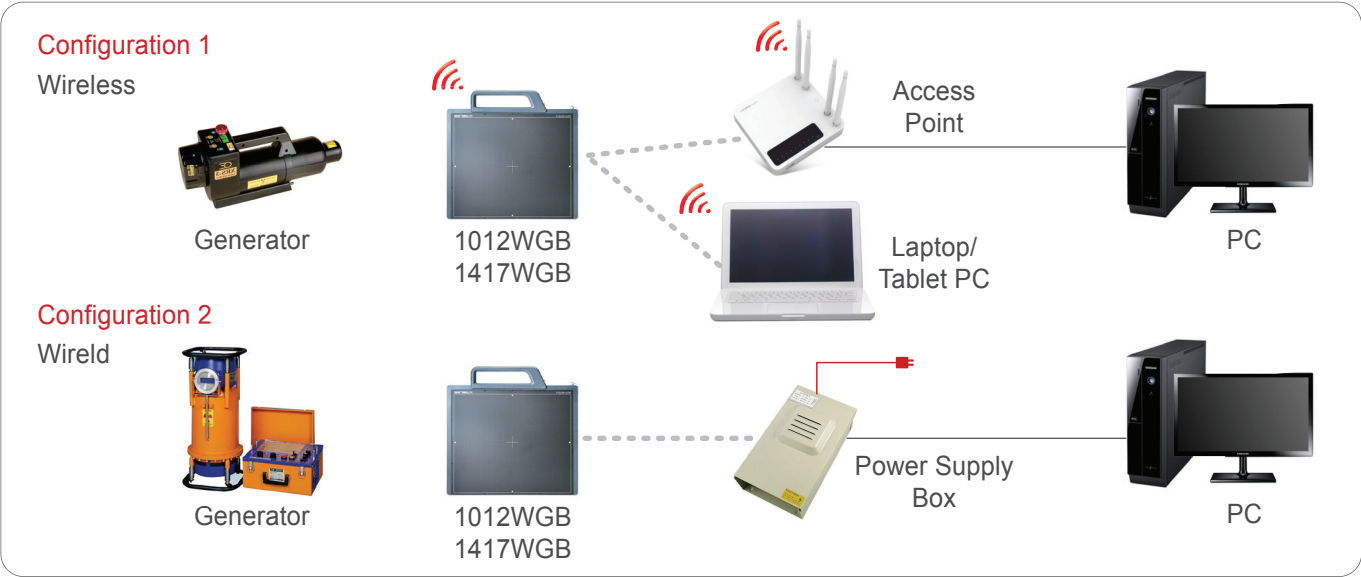 Configuration 1
Wireless
Generator
1012WGB
1417WGB
Access
Point
Laptop/
Tablet PC
PC
Configuration 2
Wireld
Generator
1012WGB
1417WGB
Power Supply
Box
PC